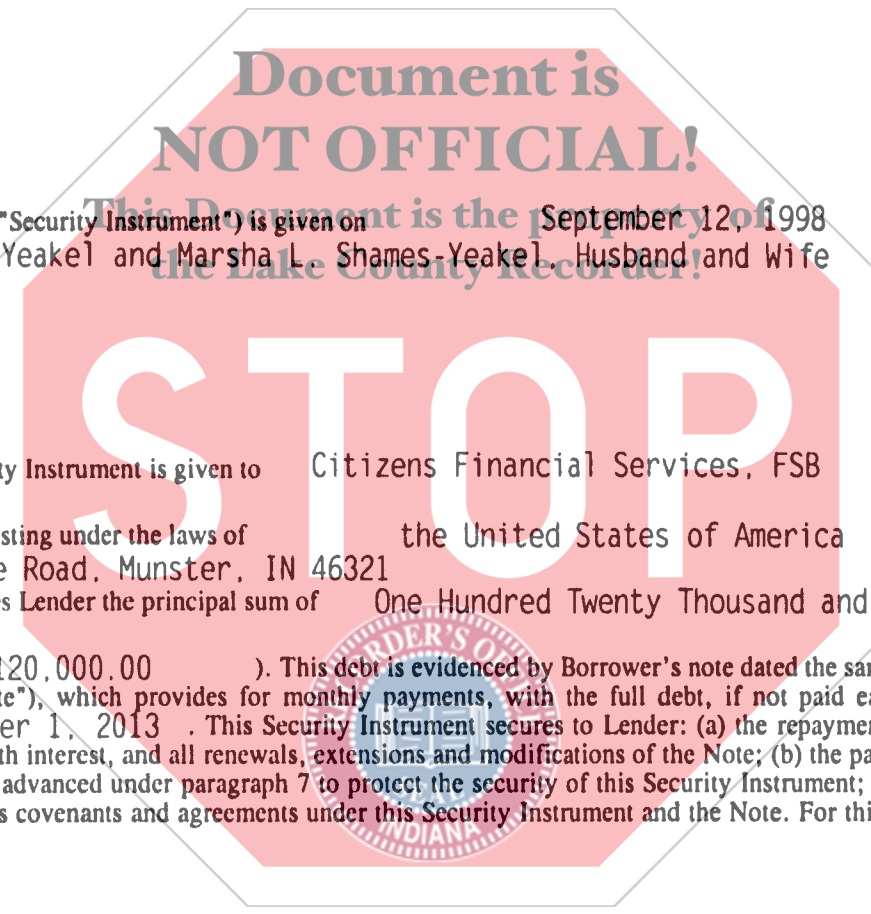 Document is
NOT OFFICIAL!
This Document is the property of
the Lake County Recorder!
"Security Instrument") is given on September 12, 1998
Yeakel and Marsha L. Shames-Yeakel, Husband and Wife
STOP
ty Instrument is given to Citizens Financial Services, FSB
sting under the laws of the United States of America
e Road, Munster, IN 46321
s Lender the principal sum of One Hundred Twenty Thousand and
120,000.00 ). This debt is evidenced by Borrower's note dated the sar
te"), which provides for monthly payments, with the full debt, if not paid ea
er 1, 2013 . This Security Instrument secures to Lender: (a) the repaymen
th interest, and all renewals, extensions and modifications of the Note; (b) the pa
advanced under paragraph 7 to protect the security of this Security Instrument;
s covenants and agreements under this Security Instrument and the Note. For thi
RECORDER'S OF
SEAL
INDIANA